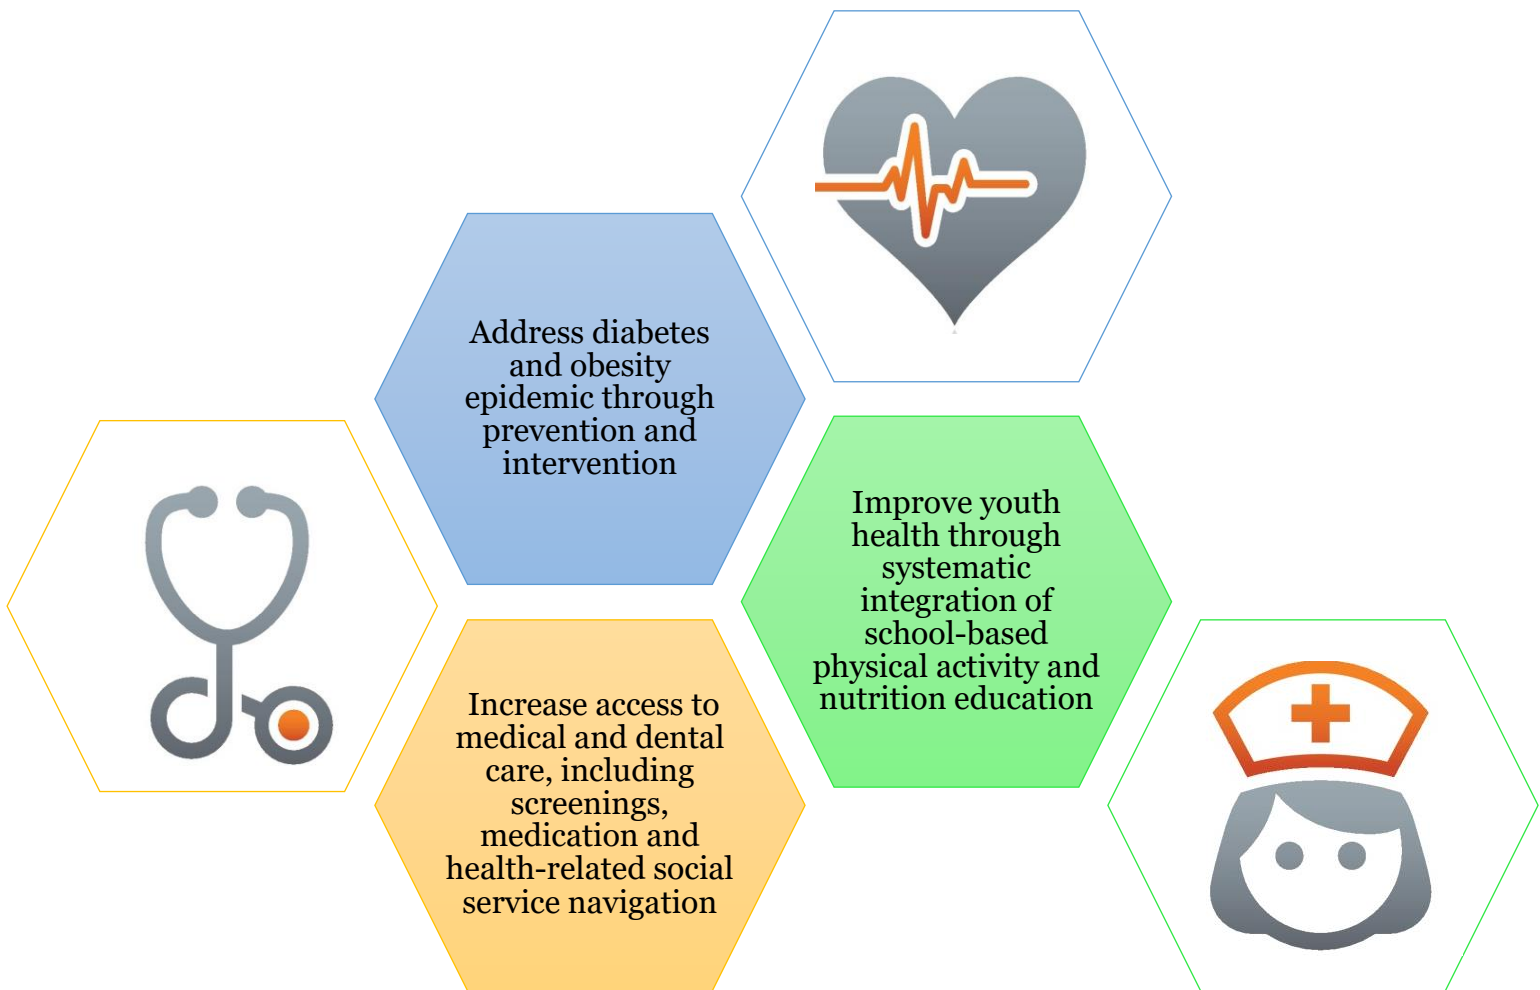 Address diabetes
and obesity
epidemic through
prevention and
intervention
Improve youth
health through
systematic
integration of
school-based
physical activity and
nutrition education
Increase access to
medical and dental
care, including
screenings,
medication and
health-related social
service navigation